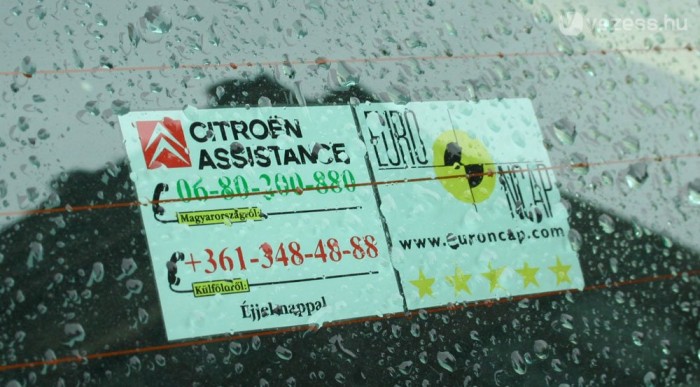 vezess.hu
CITROËN
ASSISTANCE
06-80-200-880
Magyarországról:
+361-348-48-88
Külföldről:
Éjjel-nappal
EURO
NCAP
www.euroncap.com